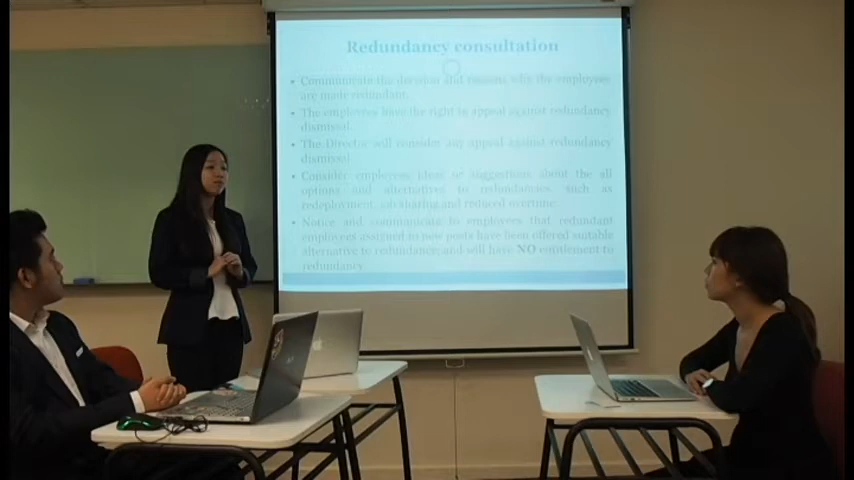 Redundancy consultation
• Communicate the decision and reasons why the employees
are made redundant.
• The employees have the right to appeal against redundancy
dismissal.
• The Director will consider any appeal against redundancy
dismissal.
• Consider employees ideas or suggestions about the all
options and alternatives to redundancies, such as
redeployment, job sharing and reduced overtime.
• Notice and communicate to employees that redundant
employees assigned in new posts have been offered suitable
alternative to redundancy and will have NO entitlement to
redundancy